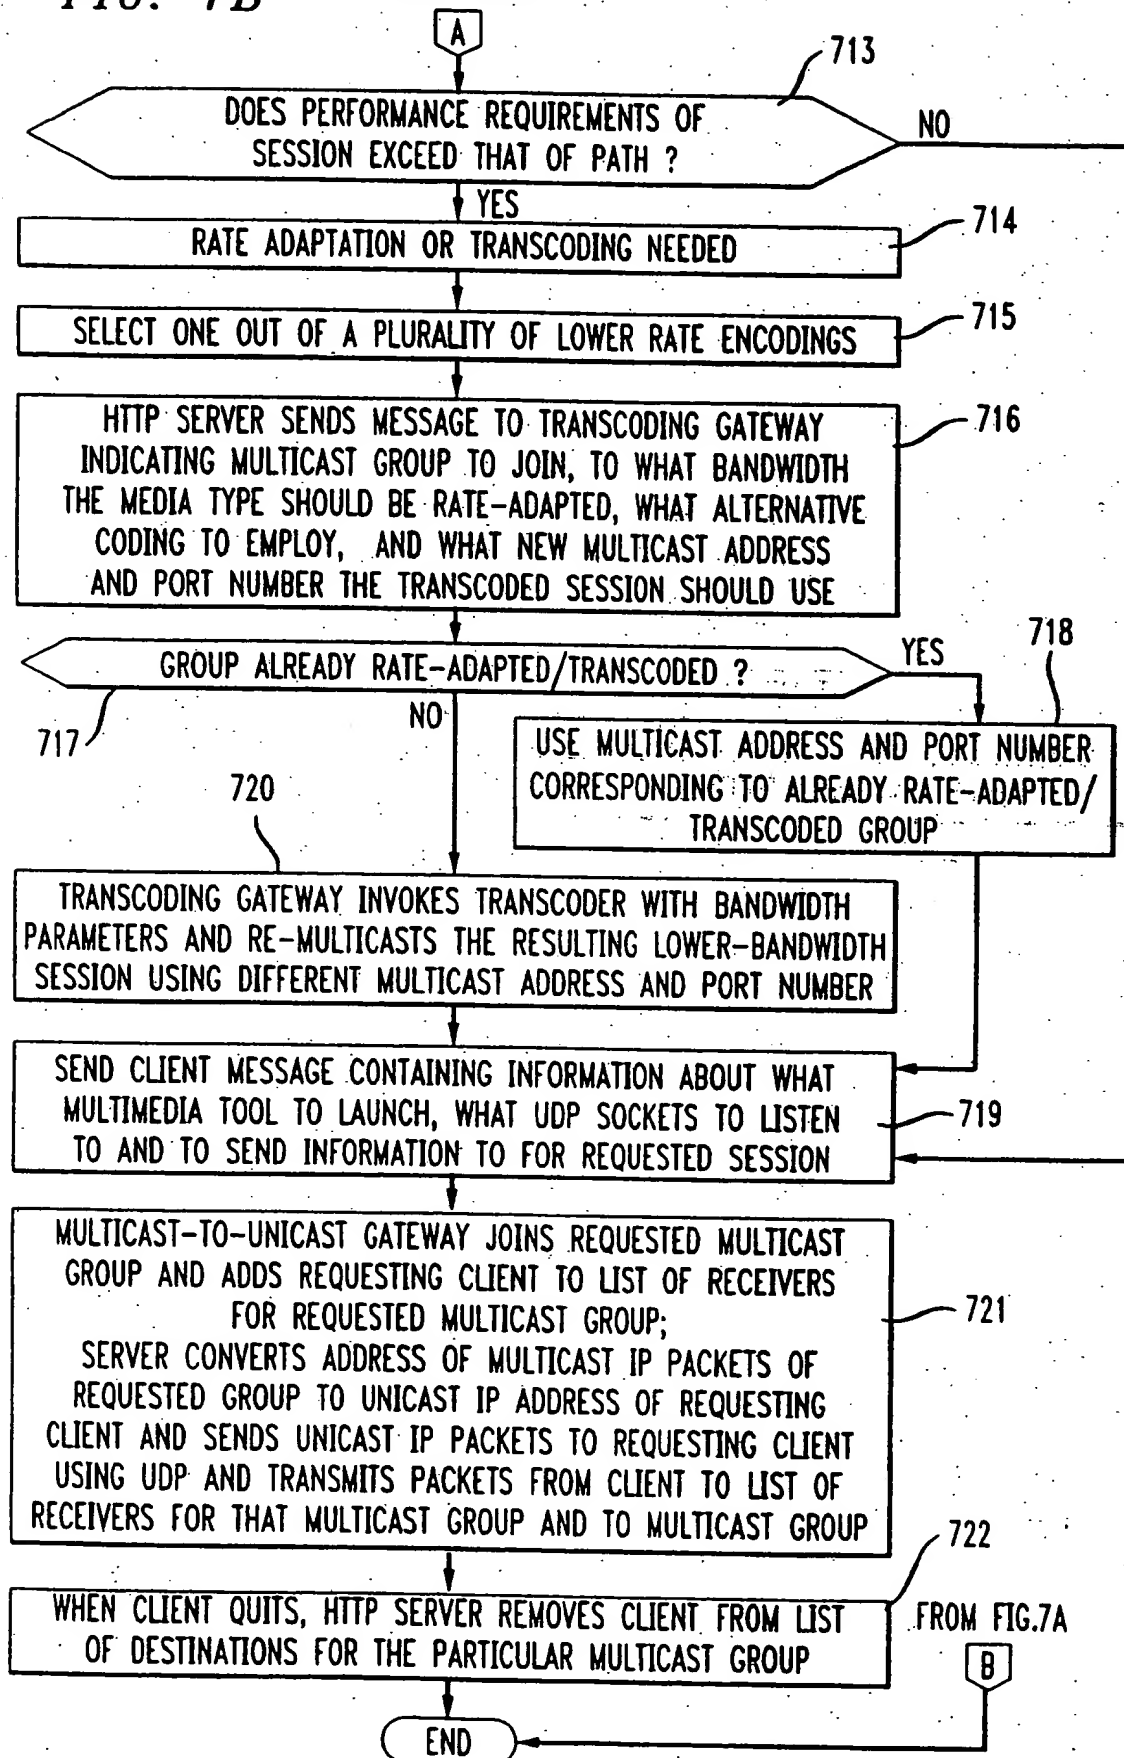 FIG. 7B
A
713
DOES PERFORMANCE REQUIREMENTS OF
SESSION EXCEED THAT OF PATH ?
NO
YES
714
RATE ADAPTATION OR TRANSCODING NEEDED
715
SELECT ONE OUT OF A PLURALITY OF LOWER RATE ENCODINGS
716
HTTP SERVER SENDS MESSAGE TO TRANSCODING GATEWAY
INDICATING MULTICAST GROUP TO JOIN, TO WHAT BANDWIDTH
THE MEDIA TYPE SHOULD BE RATE-ADAPTED, WHAT ALTERNATIVE
CODING TO EMPLOY, AND WHAT NEW MULTICAST ADDRESS
AND PORT NUMBER THE TRANSCODED SESSION SHOULD USE
GROUP ALREADY RATE-ADAPTED/TRANSCODED ?
YES
718
717
NO
USE MULTICAST ADDRESS AND PORT NUMBER
CORRESPONDING TO ALREADY RATE-ADAPTED/
TRANSCODED GROUP
720
TRANSCODING GATEWAY INVOKES TRANSCODER WITH BANDWIDTH
PARAMETERS AND RE-MULTICASTS THE RESULTING LOWER-BANDWIDTH
SESSION USING DIFFERENT MULTICAST ADDRESS AND PORT NUMBER
SEND CLIENT MESSAGE CONTAINING INFORMATION ABOUT WHAT
MULTIMEDIA TOOL TO LAUNCH, WHAT UDP SOCKETS TO LISTEN
TO AND TO SEND INFORMATION TO FOR REQUESTED SESSION
719
MULTICAST-TO-UNICAST GATEWAY JOINS REQUESTED MULTICAST
GROUP AND ADDS REQUESTING CLIENT TO LIST OF RECEIVERS
FOR REQUESTED MULTICAST GROUP;
SERVER CONVERTS ADDRESS OF MULTICAST IP PACKETS OF
REQUESTED GROUP TO UNICAST IP ADDRESS OF REQUESTING
CLIENT AND SENDS UNICAST IP PACKETS TO REQUESTING CLIENT
USING UDP AND TRANSMITS PACKETS FROM CLIENT TO LIST OF
RECEIVERS FOR THAT MULTICAST GROUP AND TO MULTICAST GROUP
721
722
WHEN CLIENT QUITS, HTTP SERVER REMOVES CLIENT FROM LIST
OF DESTINATIONS FOR THE PARTICULAR MULTICAST GROUP
FROM FIG.7A
B
END